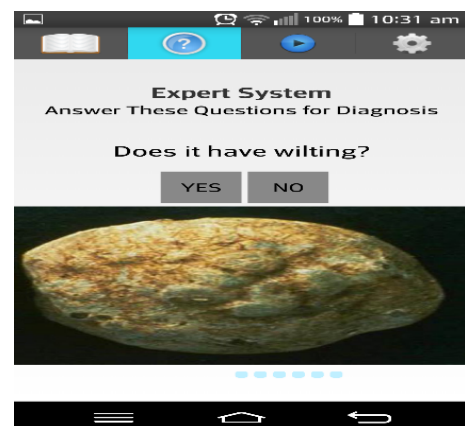 100% 10:31 am
Expert System
Answer These Questions for Diagnosis
Does it have wilting?
YES NO